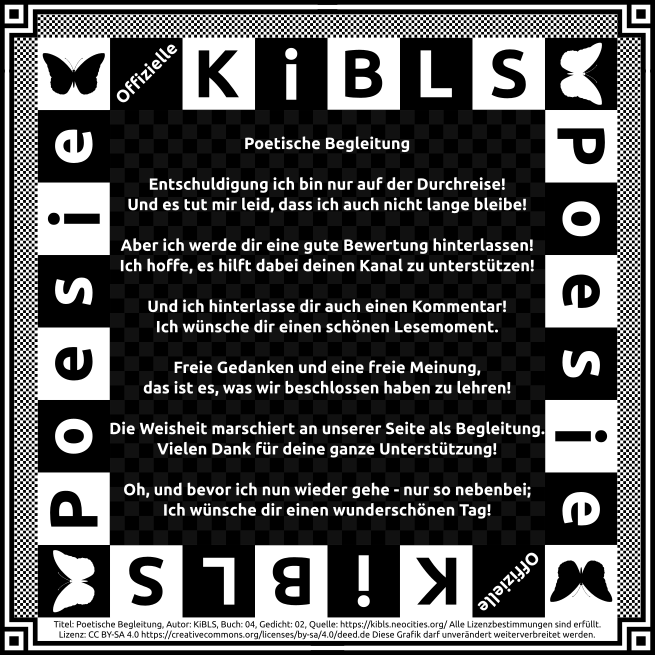 Offizielle KiBLS
Poesie
Poesie
Poetische Begleitung
Entschuldigung ich bin nur auf der Durchreise!
Und es tut mir leid, dass ich auch nicht lange bleibe!
Aber ich werde dir eine gute Bewertung hinterlassen!
Ich hoffe, es hilft dabei deinen Kanal zu unterstützen!
Und ich hinterlasse dir auch einen Kommentar!
Ich wünsche dir einen schönen Lesemoment.
Freie Gedanken und eine freie Meinung,
das ist es, was wir beschlossen haben zu lehren!
Die Weisheit marschiert an unserer Seite als Begleitung.
Vielen Dank für deine ganze Unterstützung!
Oh, und bevor ich nun wieder gehe - nur so nebenbei;
Ich wünsche dir einen wunderschönen Tag!
Offizielle KiBLS
Titel: Poetische Begleitung, Autor: KiBLS, Buch: 04, Gedicht: 02, Quelle: https://kibls.neocities.org/ Alle Lizenzbestimmungen sind erfüllt.
Lizenz: CC BY-SA 4.0 https://creativecommons.org/licenses/by-sa/4.0/deed.de Diese Grafik darf unverändert weiterverbreitet werden.